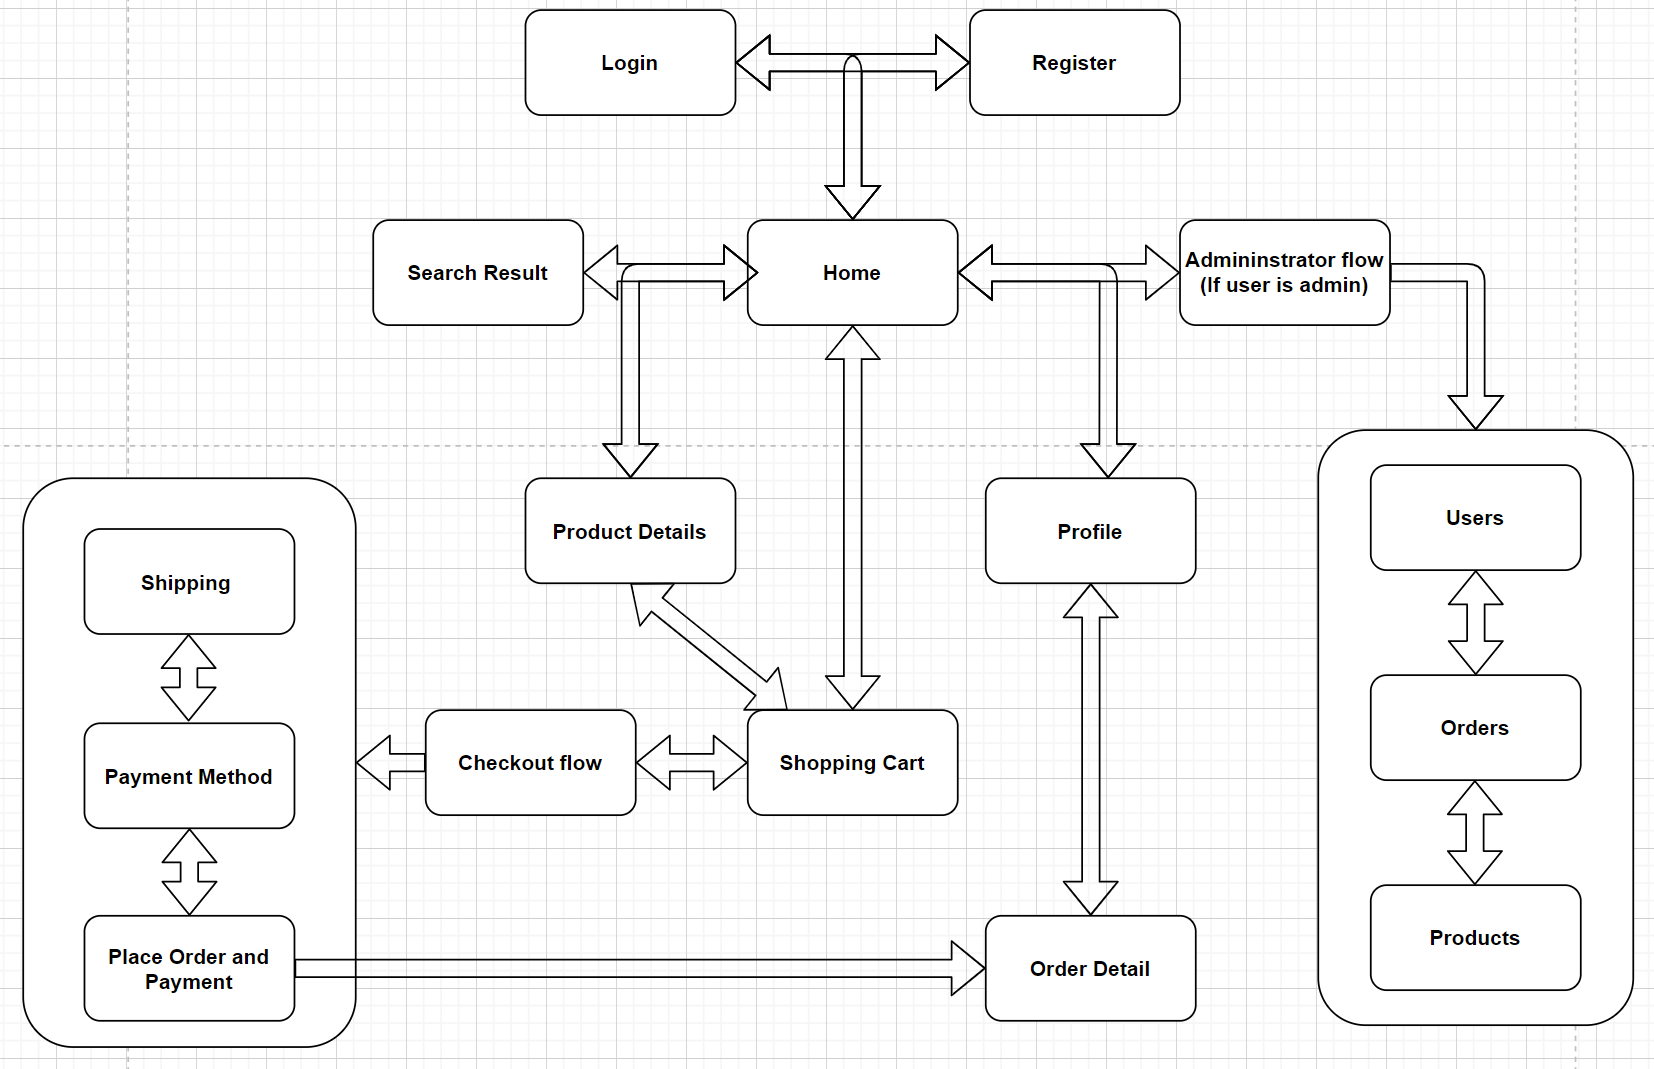 Login
Register
Search Result
Home
Admininstrator flow
(If user is admin)
Product Details
Profile
Users
Shipping
Orders
Payment Method
Checkout flow
Shopping Cart
Products
Place Order and
Payment
Order Detail